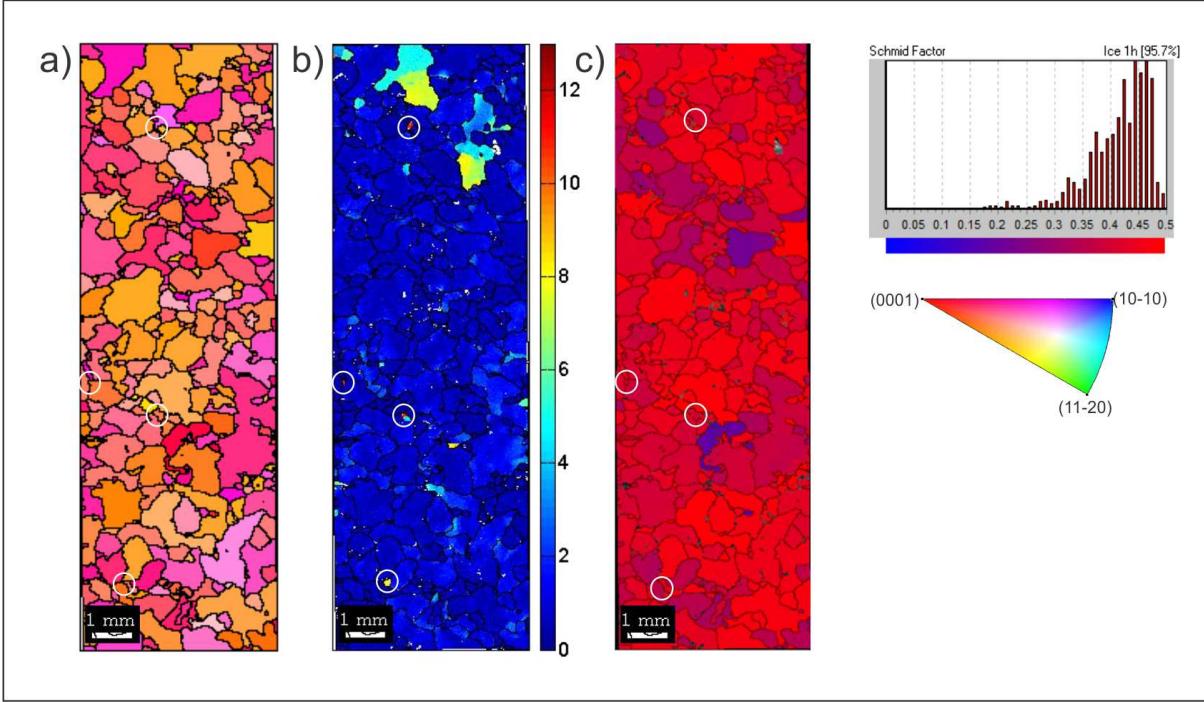 a)
b)
c)
12
10
8
6
4
2
0
1 mm
1 mm
1 mm
Schmid Factor
Ice 1h [95.7%]
0 0.05 0.1 0.15 0.2 0.25 0.3 0.35 0.4 0.45 0.5
(0001)
(10-10)
(11-20)